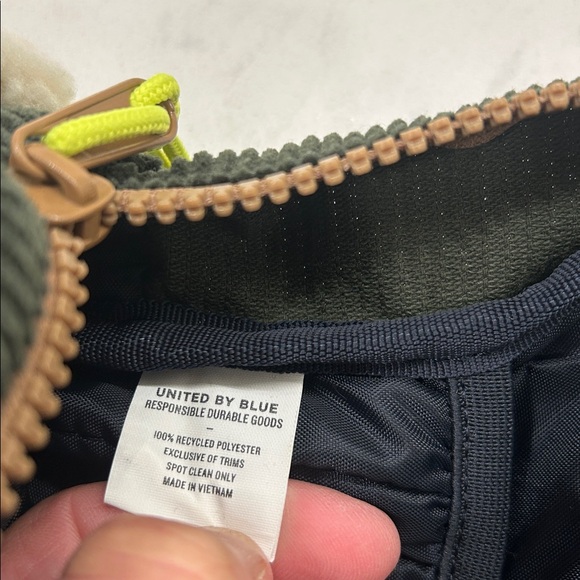 UNITED BY BLUE
RESPONSIBLE DURABLE GOODS
–
100% RECYCLED POLYESTER
EXCLUSIVE OF TRIMS
SPOT CLEAN ONLY
MADE IN VIETNAM